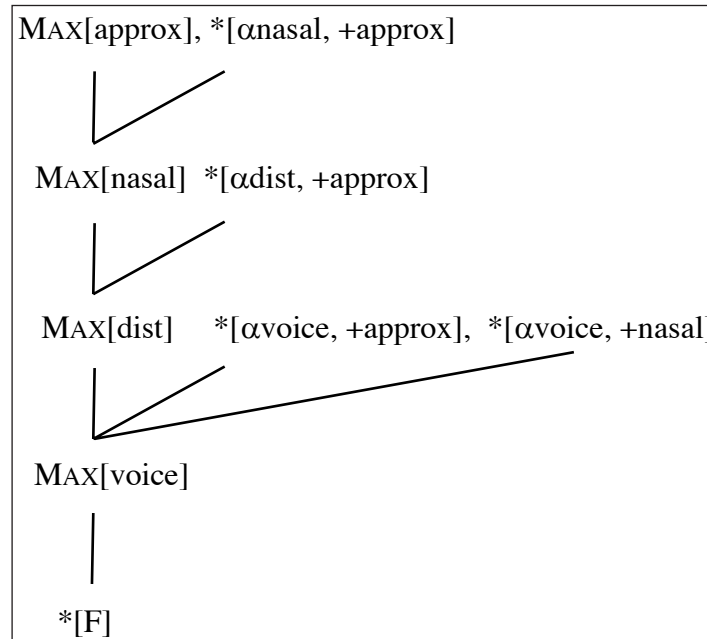 MAX[approx], *[αnasal, +approx]
MAX[nasal] *[αdist, +approx]
MAX[dist] *[αvoice, +approx], *[αvoice, +nasal]
MAX[voice]
*[F]